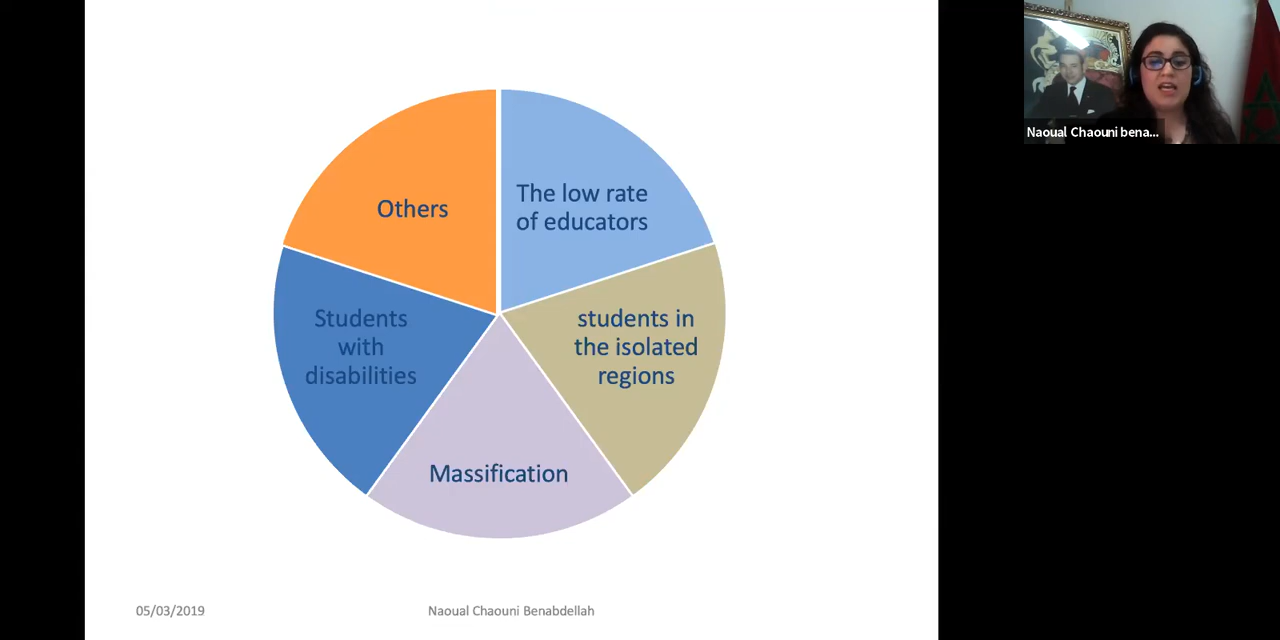 Others
The low rate
of educators
Students
with
disabilities
students in
the isolated
regions
Massification
05/03/2019
Naoual Chaouni Benabdellah
Naoual Chaouni bena...